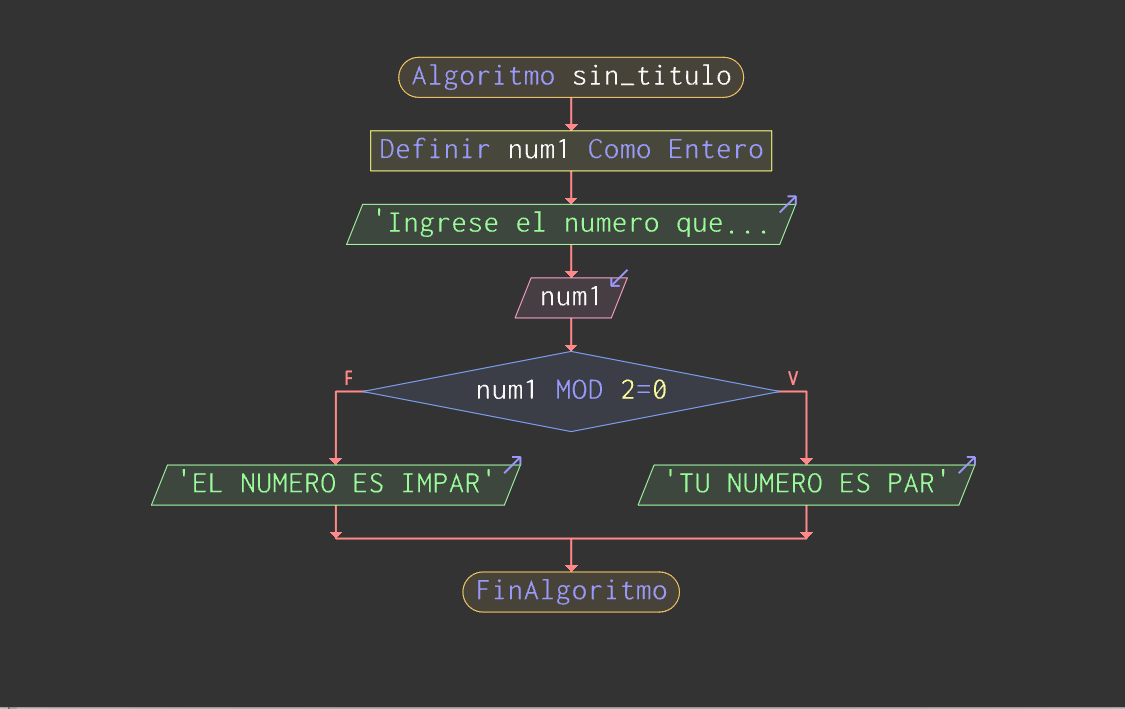 Algoritmo sin_titulo
Definir num1 Como Entero
'Ingrese el numero que...
num1
F
V
num1 MOD 2=0
'EL NUMERO ES IMPAR'
'TU NUMERO ES PAR'
FinAlgoritmo